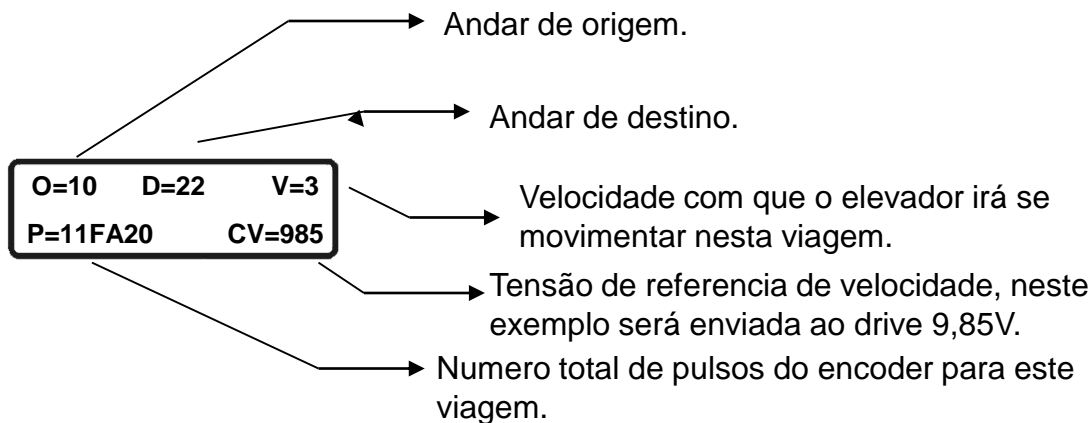 Andar de origem.
Andar de destino.
O=10 D=22 V=3
P=11FA20 CV=985
Velocidade com que o elevador irá se
movimentar nesta viagem.
Tensão de referencia de velocidade, neste
exemplo será enviada ao drive 9,85V.
Numero total de pulsos do encoder para este
viagem.